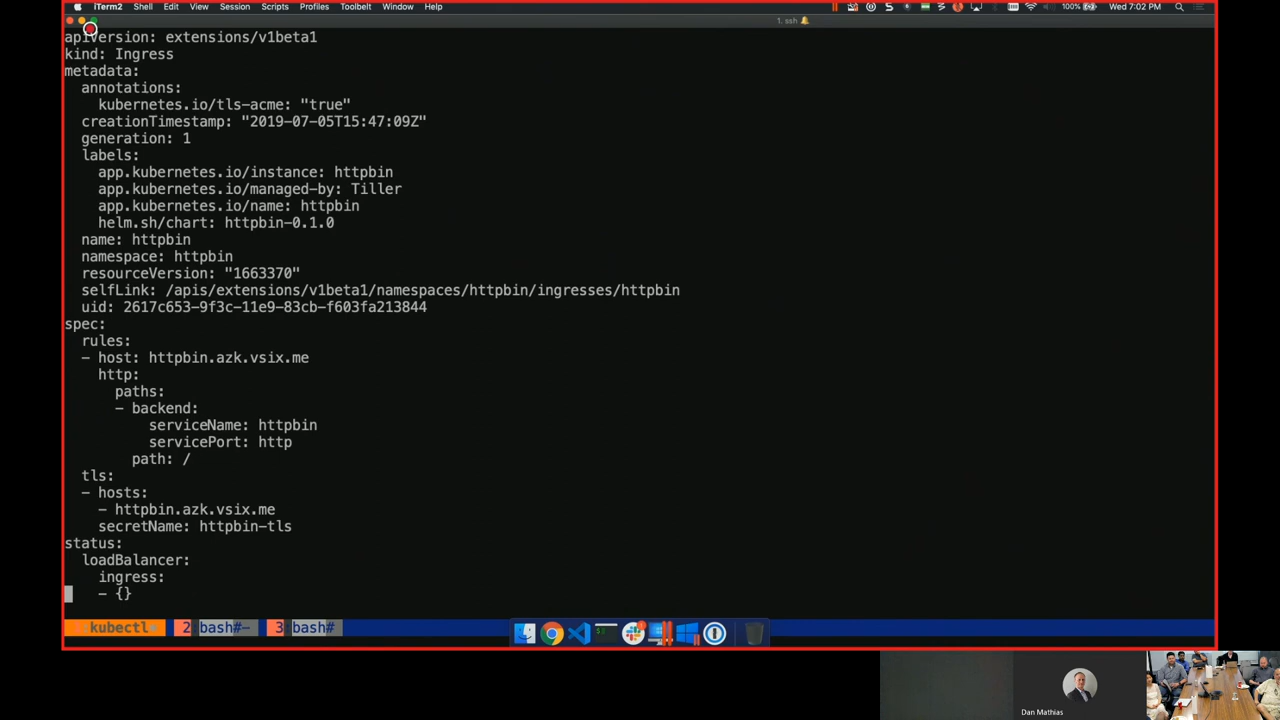 iTerm2 Shell Edit View Session Scripts Profiles Toolbelt Window Help 100% Wed 7:02 PM
1. ssh
apiVersion: extensions/v1beta1
kind: Ingress
metadata:
  annotations:
    kubernetes.io/tls-acme: "true"
  creationTimestamp: "2019-07-05T15:47:09Z"
  generation: 1
  labels:
    app.kubernetes.io/instance: httpbin
    app.kubernetes.io/managed-by: Tiller
    app.kubernetes.io/name: httpbin
    helm.sh/chart: httpbin-0.1.0
  name: httpbin
  namespace: httpbin
  resourceVersion: "1663370"
  selfLink: /apis/extensions/v1beta1/namespaces/httpbin/ingresses/httpbin
  uid: 2617c653-9f3c-11e9-83cb-f603fa213844
spec:
  rules:
  - host: httpbin.azk.vsix.me
    http:
      paths:
      - backend:
          serviceName: httpbin
          servicePort: http
        path: /
  tls:
  - hosts:
    - httpbin.azk.vsix.me
    secretName: httpbin-tls
status:
  loadBalancer:
    ingress:
    - {}
kubectl- 2 bash#- 3 bash#
Dan Mathias